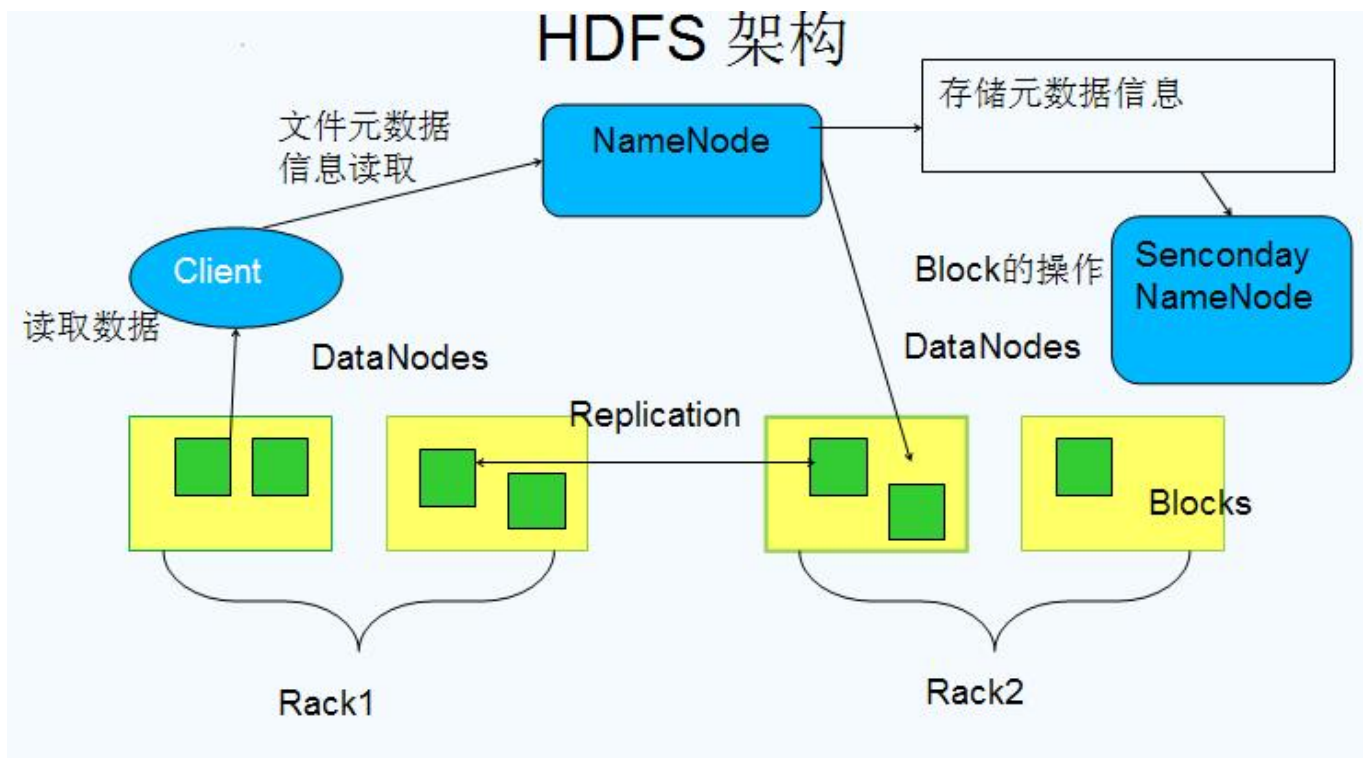 HDFS 架构
存储元数据信息
文件元数据
信息读取
NameNode
Client
Block的操作
Senconday
NameNode
读取数据
DataNodes
DataNodes
Replication
Blocks
Rack1
Rack2